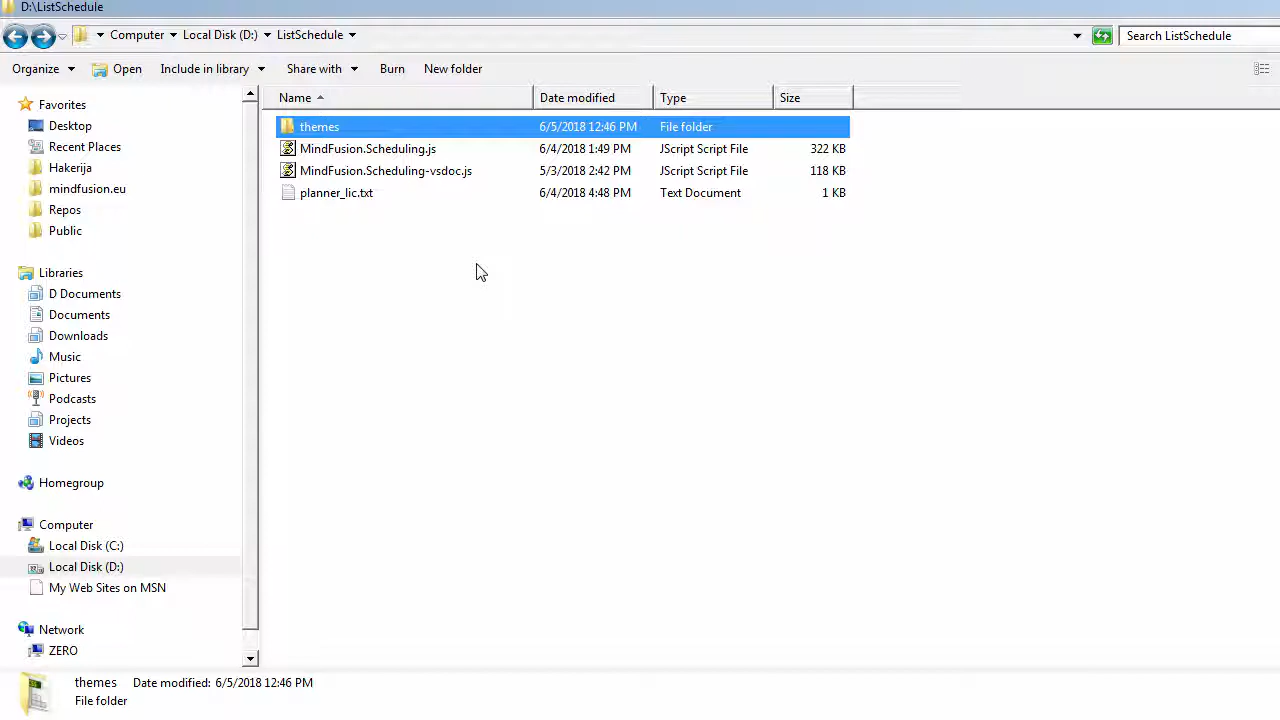 D:\ListSchedule
Computer Local Disk (D:) ListSchedule
Search ListSchedule
Organize Open Include in library Share with Burn New folder
Name Date modified Type Size
themes 6/5/2018 12:46 PM File folder
MindFusion.Scheduling.js 6/4/2018 1:49 PM JScript Script File 322 KB
MindFusion.Scheduling-vsdoc.js 5/3/2018 2:42 PM JScript Script File 118 KB
planner_lic.txt 6/4/2018 4:48 PM Text Document 1 KB
Favorites
Desktop
Recent Places
Hakerija
mindfusion.eu
Repos
Public
Libraries
D Documents
Documents
Downloads
Music
Pictures
Podcasts
Projects
Videos
Homegroup
Computer
Local Disk (C:)
Local Disk (D:)
My Web Sites on MSN
Network
ZERO
themes Date modified: 6/5/2018 12:46 PM
File folder